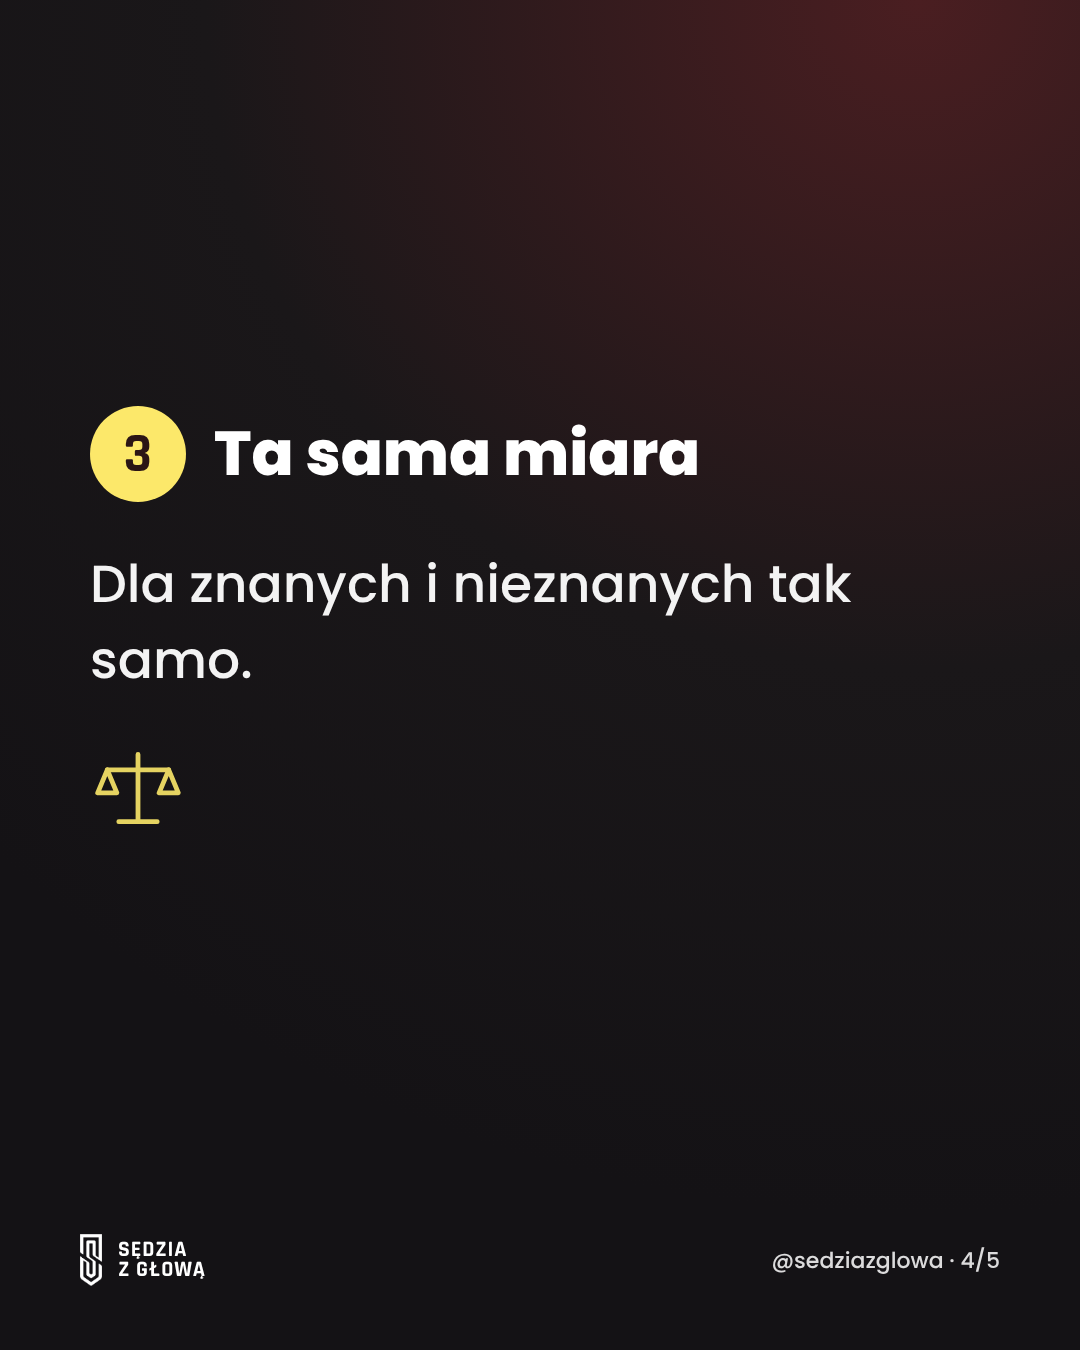 3 Ta sama miara
Dla znanych i nieznanych tak
samo.
SĘDZIA
Z GŁOWĄ
@sedziazglowa · 4/5